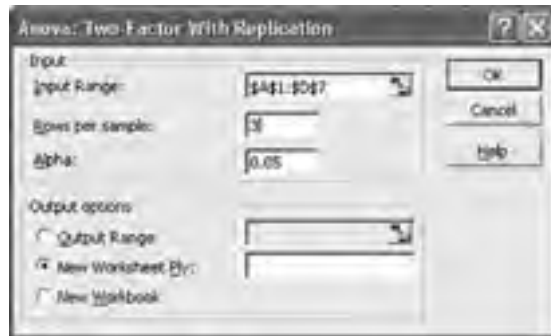 Anova: Two-Factor With Replication
Input
Input Range: $A$1:$D$7
Rows per sample: 3
Alpha: 0.05
OK
Cancel
Help
Output options
Output Range
New Worksheet Ply:
New Workbook